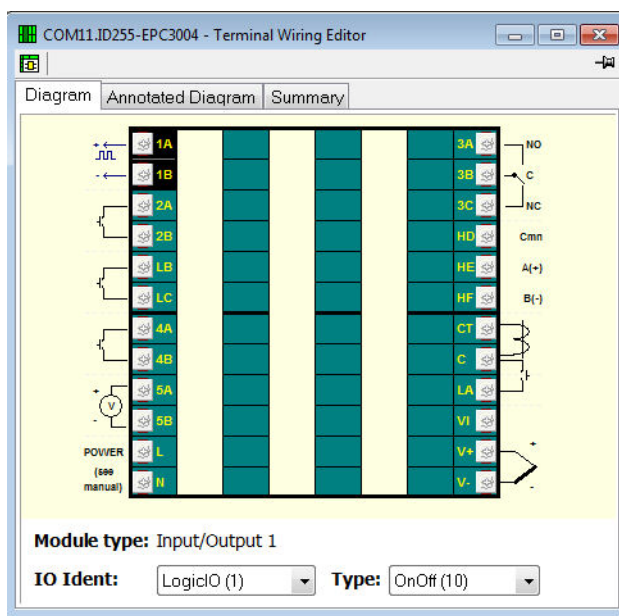 COM11.ID255-EPC3004 - Terminal Wiring Editor
Diagram Annotated Diagram Summary
1A 3A NO
- 1B 3B C
2A 3C NC
2B HD Cmn
LB HE A(+)
LC HF B(-)
4A CT
4B C
+ 5A LA
V
- 5B VI
POWER L V+ +
(see
manual) N V- -
Module type: Input/Output 1
IO Ident: LogicIO (1) Type: OnOff (10)